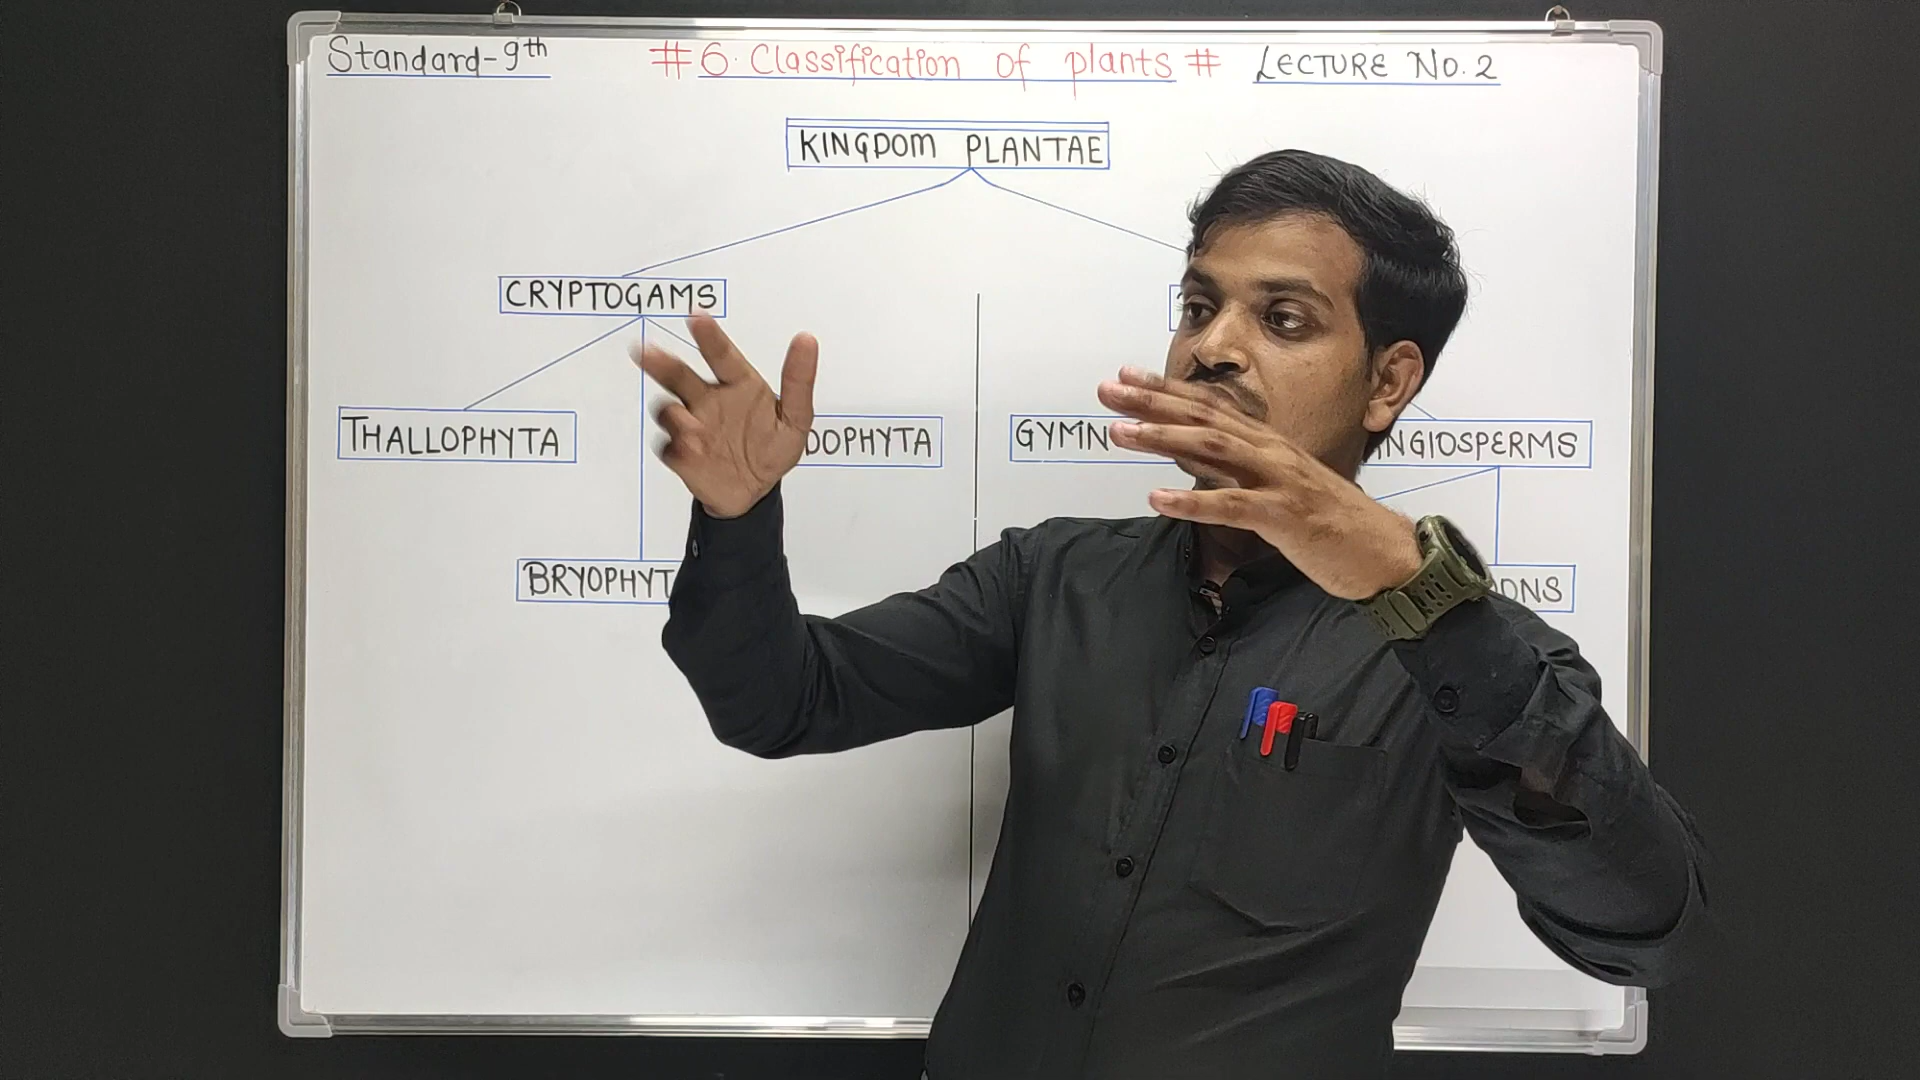 Standard-9th #6. Classification of plants# LECTURE No. 2
KINGDOM PLANTAE
CRYPTOGAMS
THALLOPHYTA
BRYOPHYT
DOPHYTA
GYMN
NGIOSPERMS
ONS